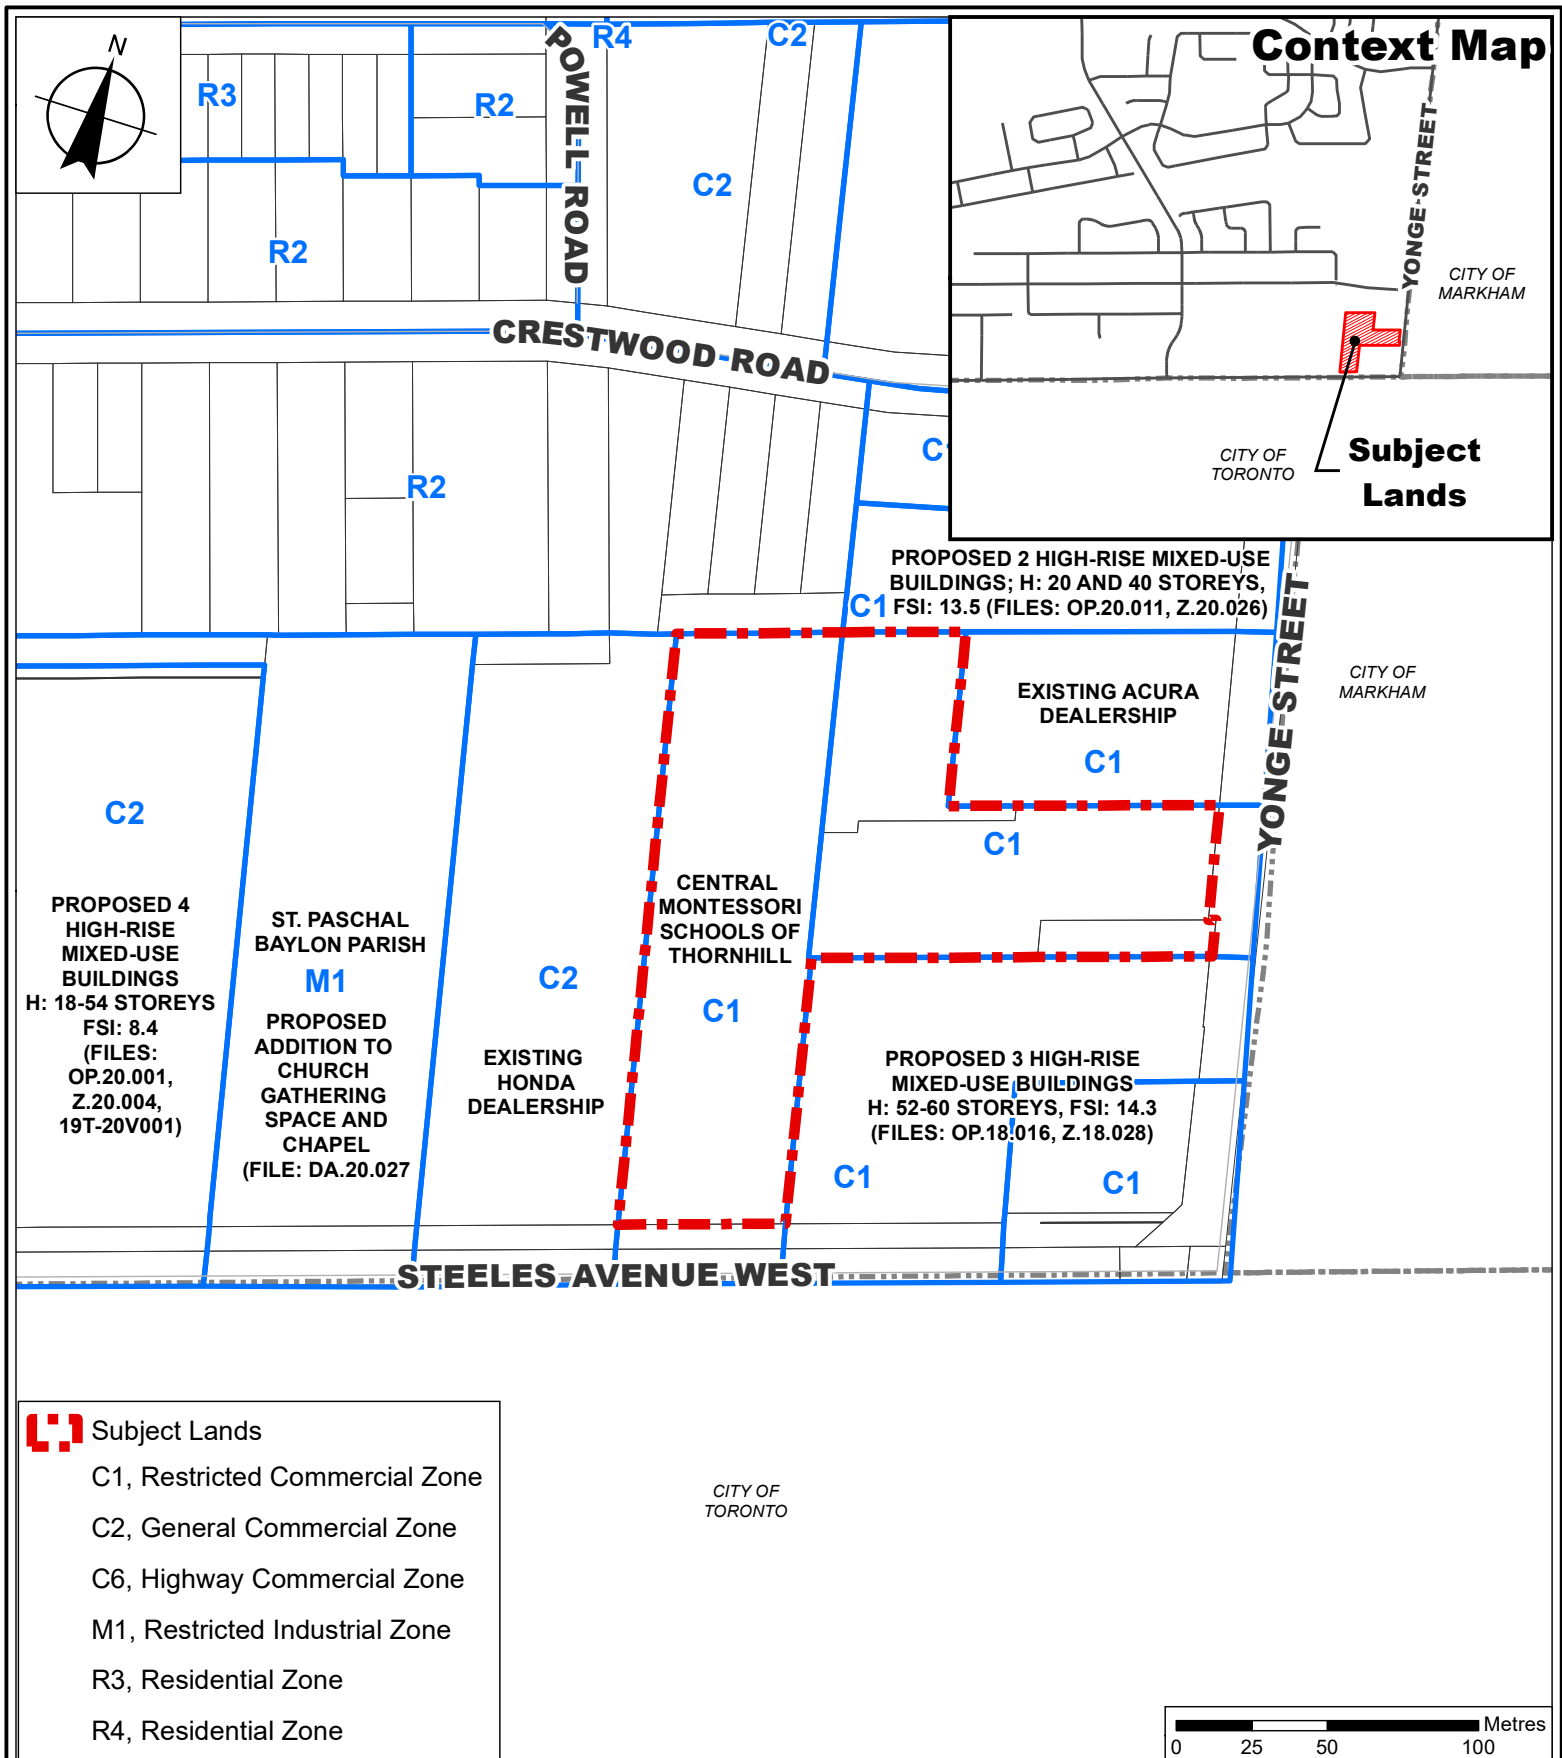 N
R3
R2
R4
C2
POWELL ROAD
C2
R2
CRESTWOOD ROAD
R2
Context Map
YONGE STREET
CITY OF
MARKHAM
CITY OF
TORONTO
Subject
Lands
PROPOSED 2 HIGH-RISE MIXED-USE
BUILDINGS; H: 20 AND 40 STOREYS,
FSI: 13.5 (FILES: OP.20.011, Z.20.026)
C1
EXISTING ACURA
DEALERSHIP
C1
YONGE STREET
CITY OF
MARKHAM
C1
C2
PROPOSED 4
HIGH-RISE
MIXED-USE
BUILDINGS
H: 18-54 STOREYS
FSI: 8.4
(FILES:
OP.20.001,
Z.20.004,
19T-20V001)
ST. PASCHAL
BAYLON PARISH
M1
PROPOSED
ADDITION TO
CHURCH
GATHERING
SPACE AND
CHAPEL
(FILE: DA.20.027
C2
EXISTING
HONDA
DEALERSHIP
CENTRAL
MONTESSORI
SCHOOLS OF
THORNHILL
C1
PROPOSED 3 HIGH-RISE
MIXED-USE BUILDINGS
H: 52-60 STOREYS, FSI: 14.3
(FILES: OP.18.016, Z.18.028)
C1
C1
STEELES AVENUE WEST
CITY OF
TORONTO
Subject Lands
C1, Restricted Commercial Zone
C2, General Commercial Zone
C6, Highway Commercial Zone
M1, Restricted Industrial Zone
R3, Residential Zone
R4, Residential Zone
Metres
0 25 50 100